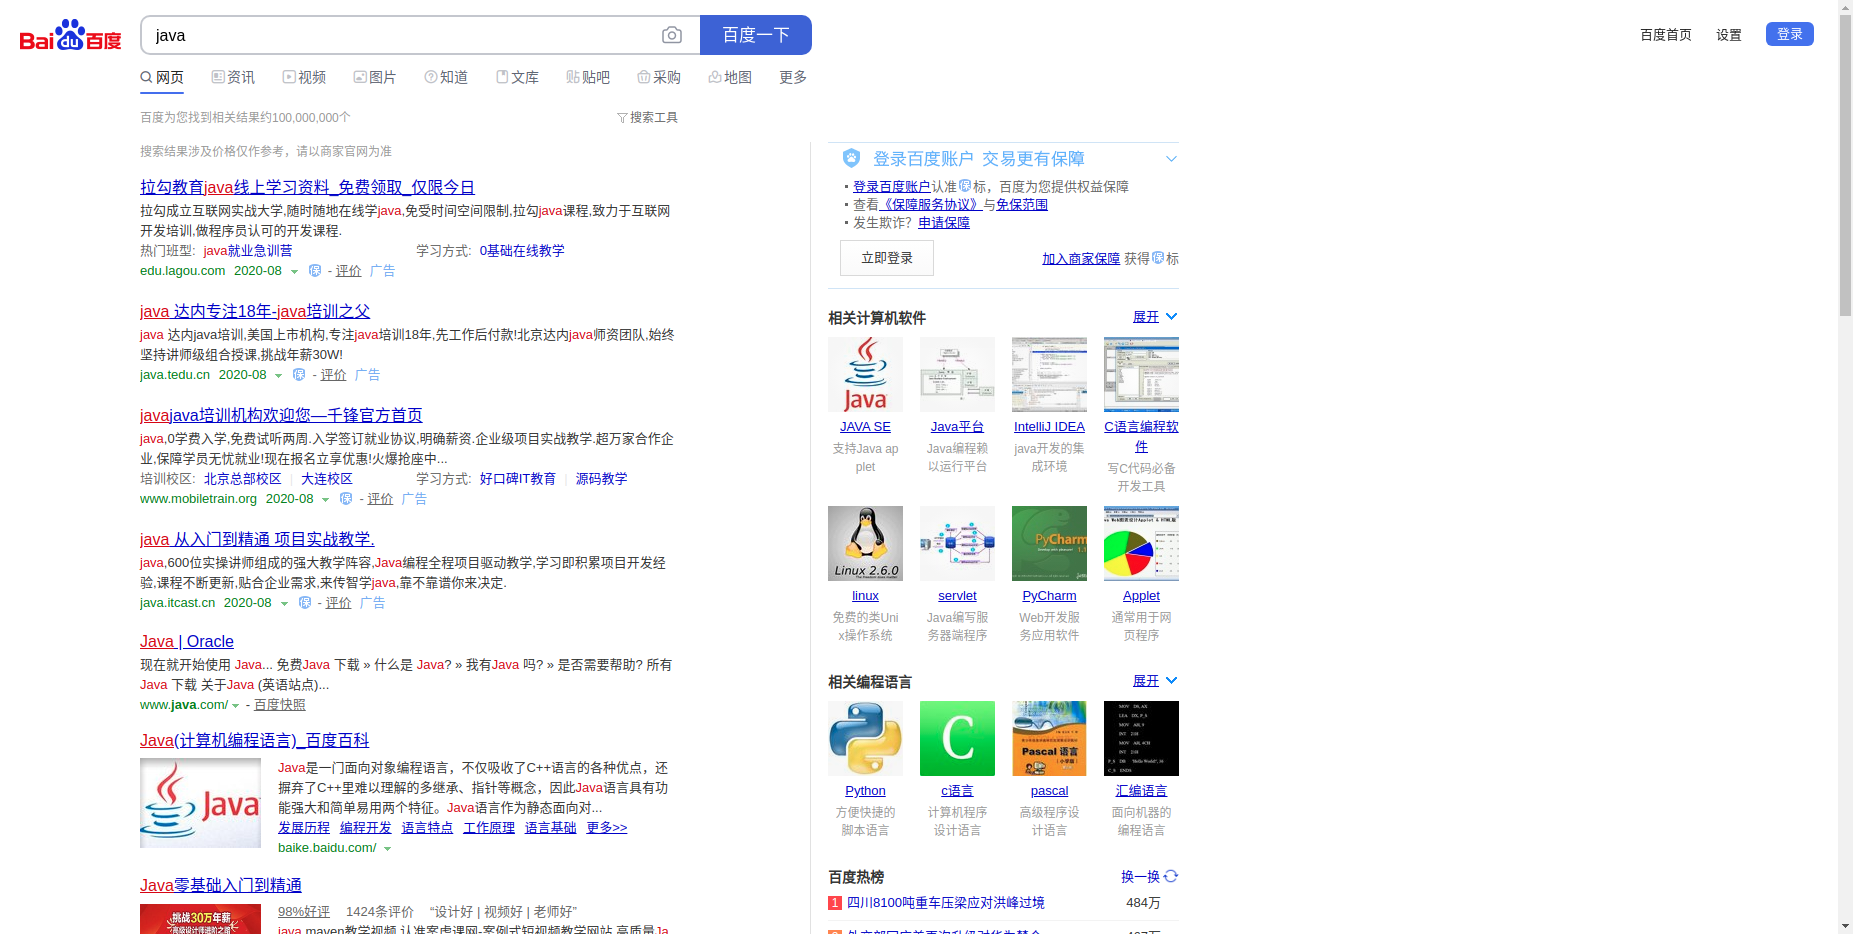 Bai du 百度
java
百度一下
百度首页 设置 登录
网页 资讯 视频 图片 知道 文库 贴吧 采购 地图 更多
百度为您找到相关结果约100,000,000个
搜索工具
搜索结果涉及价格仅作参考，请以商家官网为准
拉勾教育java线上学习资料_免费领取_仅限今日
拉勾成立互联网实战大学,随时随地在线学java,免受时间空间限制,拉勾java课程,致力于互联网
开发培训,做程序员认可的开发课程.
热门班型: java就业急训营 学习方式: 0基础在线教学
edu.lagou.com 2020-08 保 - 评价 广告
java 达内专注18年-java培训之父
java 达内java培训,美国上市机构,专注java培训18年,先工作后付款!北京达内java师资团队,始终
坚持讲师级组合授课,挑战年薪30W!
java.tedu.cn 2020-08 保 - 评价 广告
javajava培训机构欢迎您—千锋官方首页
java,0学费入学,免费试听两周.入学签订就业协议,明确薪资.企业级项目实战教学.超万家合作企
业,保障学员无忧就业!现在报名立享优惠!火爆抢座中...
培训校区: 北京总部校区 | 大连校区 学习方式: 好口碑IT教育 | 源码教学
www.mobiletrain.org 2020-08 保 - 评价 广告
java 从入门到精通 项目实战教学.
java,600位实操讲师组成的强大教学阵容,Java编程全程项目驱动教学,学习即积累项目开发经
验,课程不断更新,贴合企业需求,来传智学java,靠不靠谱你来决定.
java.itcast.cn 2020-08 保 - 评价 广告
Java | Oracle
现在就开始使用 Java... 免费Java 下载 » 什么是 Java? » 我有Java 吗? » 是否需要帮助? 所有
Java 下载 关于Java (英语站点)...
www.java.com/ - 百度快照
Java(计算机编程语言)_百度百科
Java
Java是一门面向对象编程语言，不仅吸收了C++语言的各种优点，还
摒弃了C++里难以理解的多继承、指针等概念，因此Java语言具有功
能强大和简单易用两个特征。Java语言作为静态面向对...
发展历程 编程开发 语言特点 工作原理 语言基础 更多>>
baike.baidu.com/
Java零基础入门到精通
挑战30万年薪
高级设计师进阶之路
98%好评 1424条评价 “设计好 | 视频好 | 老师好”
java maven教学视频,认准案虎课网-案例式短视频教学网站,高质量Ja
登录百度账户 交易更有保障
登录百度账户认准保标，百度为您提供权益保障
查看《保障服务协议》与免保范围
发生欺诈？申请保障
立即登录
加入商家保障 获得保标
相关计算机软件 展开
Java
JAVA SE Java平台 IntelliJ IDEA C语言编程软
件
支持Java ap Java编程赖 java开发的集 写C代码必备
plet 以运行平台 成环境 开发工具
Linux 2.6.0
PyCharm
linux servlet PyCharm Applet
免费的类Uni Java编写服 Web开发服 通常用于网
x操作系统 务器端程序 务应用软件 页程序
相关编程语言 展开
C
Pascal 语言
(小学版)
MOV DS, AX
Python c语言 pascal 汇编语言
方便快捷的 计算机程序 高级程序设 面向机器的
脚本语言 设计语言 计语言 编程语言
百度热榜 换一换
1 四川8100吨重车压梁应对洪峰过境 484万